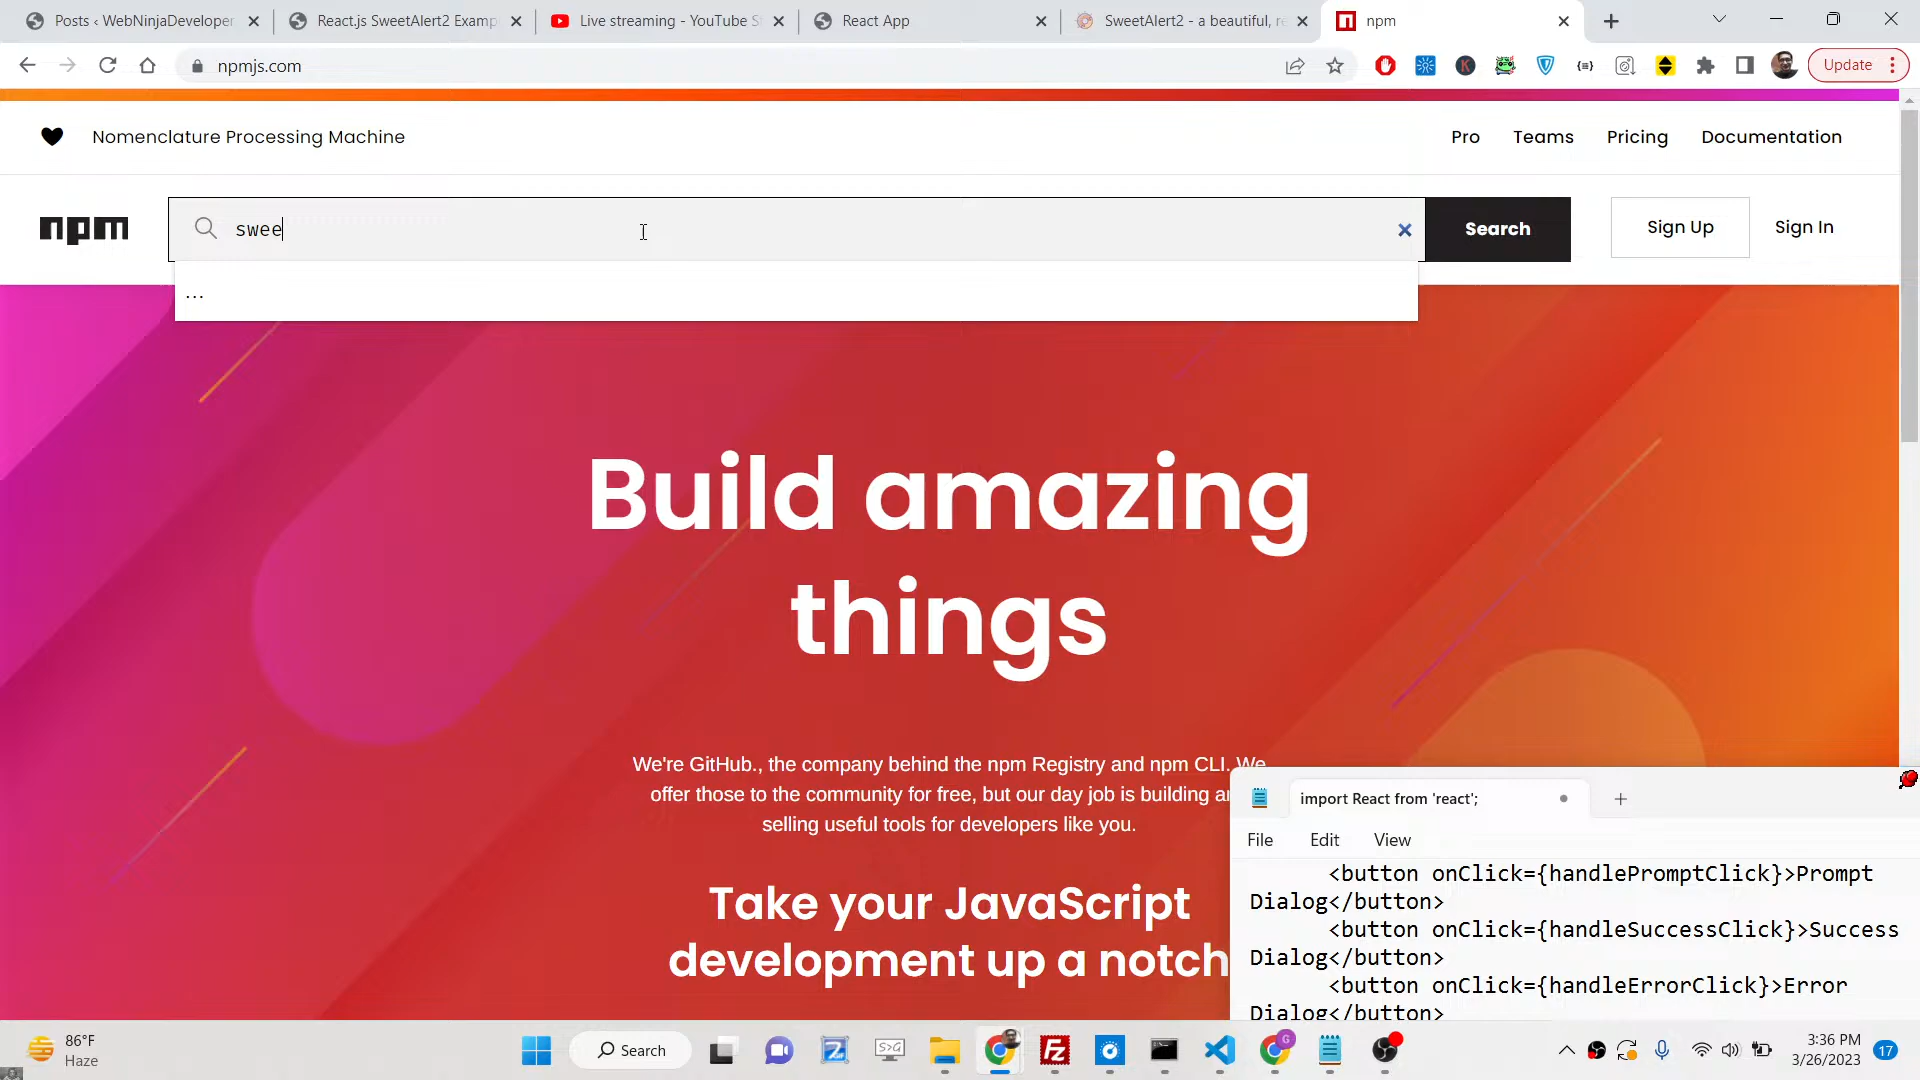 Posts ‹ WebNinjaDeveloper
React.js SweetAlert2 Examp
Live streaming - YouTube S
React App
SweetAlert2 - a beautiful, re
npm
npmjs.com
Update
Nomenclature Processing Machine
Pro
Teams
Pricing
Documentation
npm
swee
Search
Sign Up
Sign In
...
Build amazing
things
We're GitHub., the company behind the npm Registry and npm CLI. We
offer those to the community for free, but our day job is building an
selling useful tools for developers like you.
Take your JavaScript
development up a notch
import React from 'react';
File
Edit
View
<button onClick={handlePromptClick}>Prompt
Dialog</button>
<button onClick={handleSuccessClick}>Success
Dialog</button>
<button onClick={handleErrorClick}>Error
Dialog</button>
86°F
Haze
Search
3:36 PM
3/26/2023
17